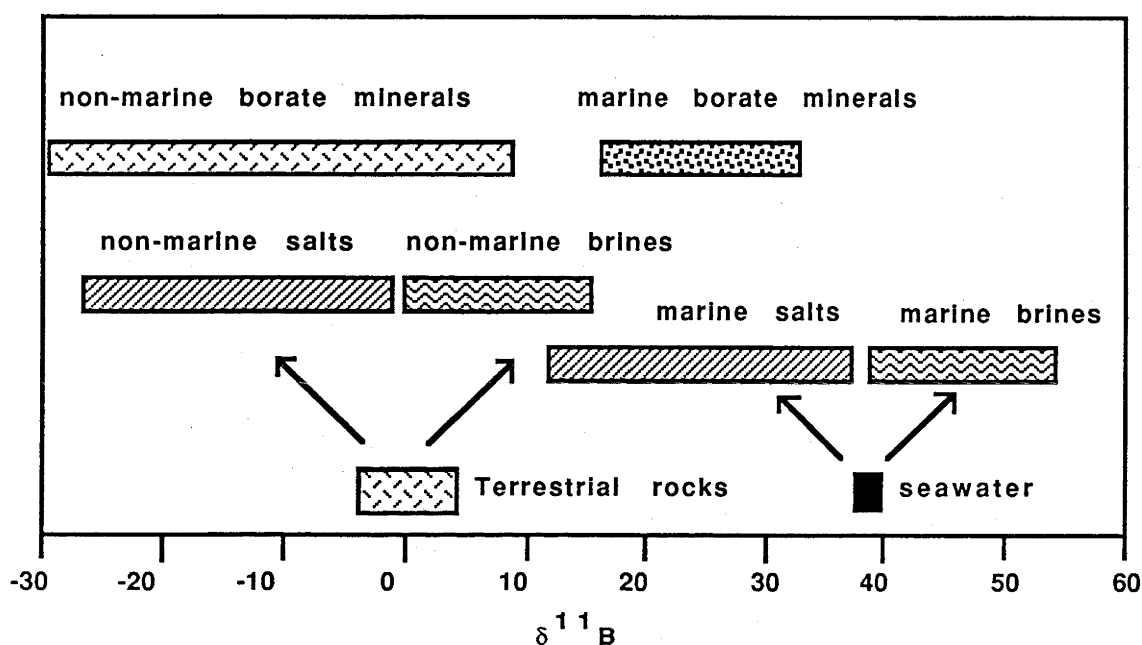 non-marine borate minerals
marine borate minerals
non-marine salts
non-marine brines
marine salts
marine brines
Terrestrial rocks
seawater
-30 -20 -10 0 10 20 30 40 50 60
δ¹¹B